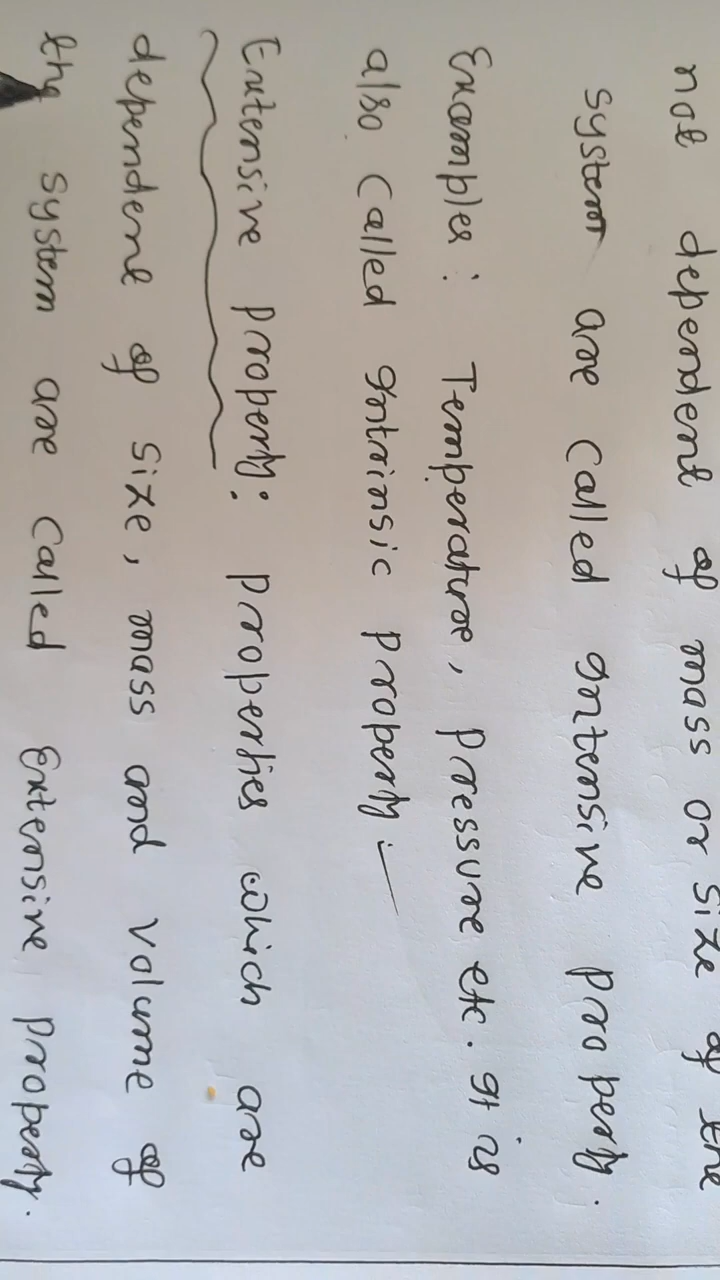 not dependent of mass or size of the
system are called Intensive property.
Examples: Temperature, pressure etc. It is
also called Intrinsic property.
Extensive property: properties which are
dependent of size, mass and volume of
the system are called Extensive property.